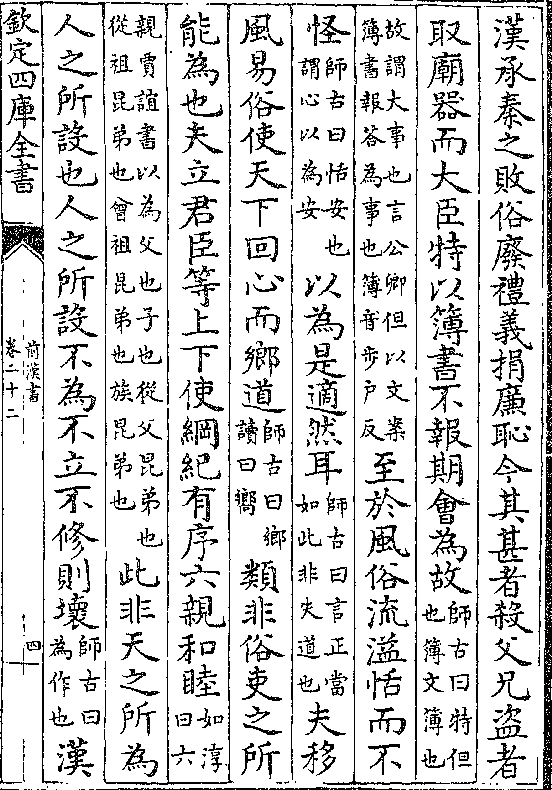 漢承秦之敗俗廢禮義捐廉恥今其甚者殺父兄盜者
取廟器而大臣特以簿書不報期會為故師古曰特但也簿文簿也
故謂大事也言公卿但以文案簿書報答為事也簿音步戶反至於風俗流溢恬而不
怪師古曰恬安也謂心以為安以為是適然耳師古曰言正當如此非失道也夫移
風易俗使天下回心而鄉道師古曰鄉讀曰嚮類非俗吏之所
能為也夫立君臣等上下使綱紀有序六親和睦如淳曰六
親賈誼書以為父也子也從父昆弟也從祖昆弟也曾祖昆弟也族昆弟也此非天之所為
人之所設也人之所設不為不立不修則壞師古曰為作也漢
欽定四庫全書
前漢書
卷二十二
四